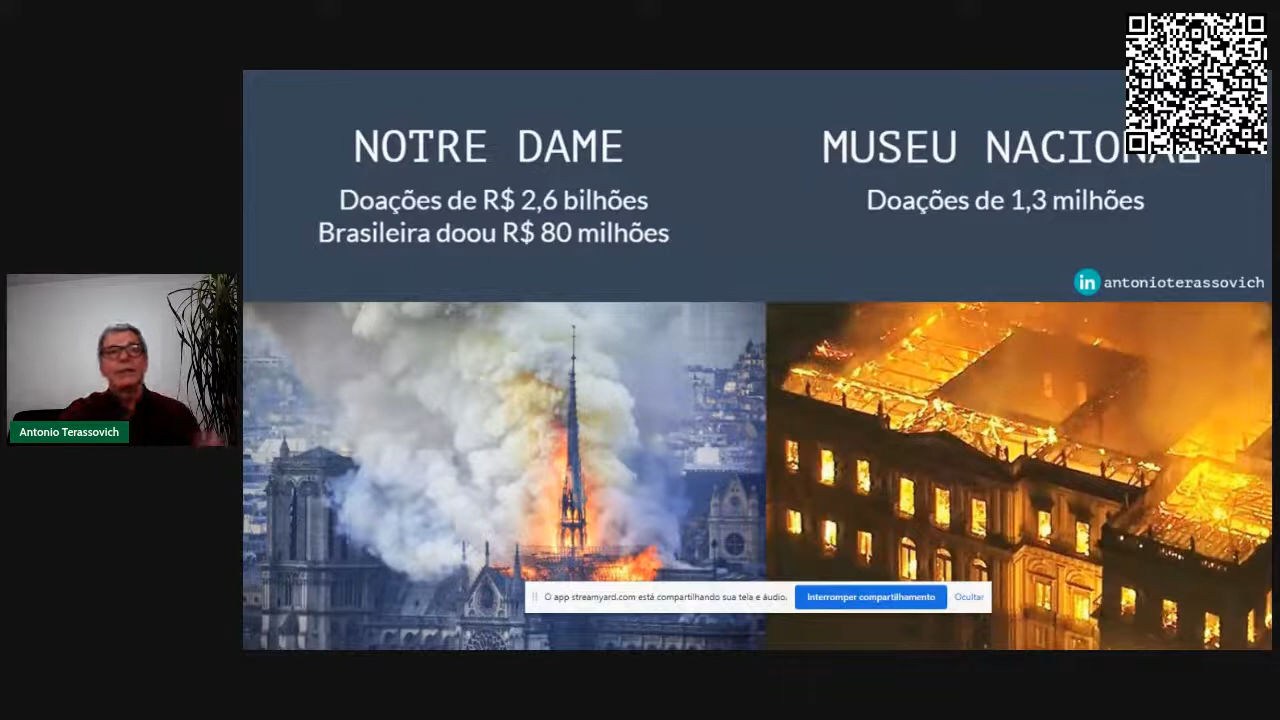 NOTRE DAME
Doações de R$ 2,6 bilhões
Brasileira doou R$ 80 milhões
MUSEU NACIONAL
Doações de 1,3 milhões
in antonioterassovich
Antonio Terassovich
O app streamyard.com está compartilhando sua tela e áudio.
Interromper compartilhamento
Ocultar